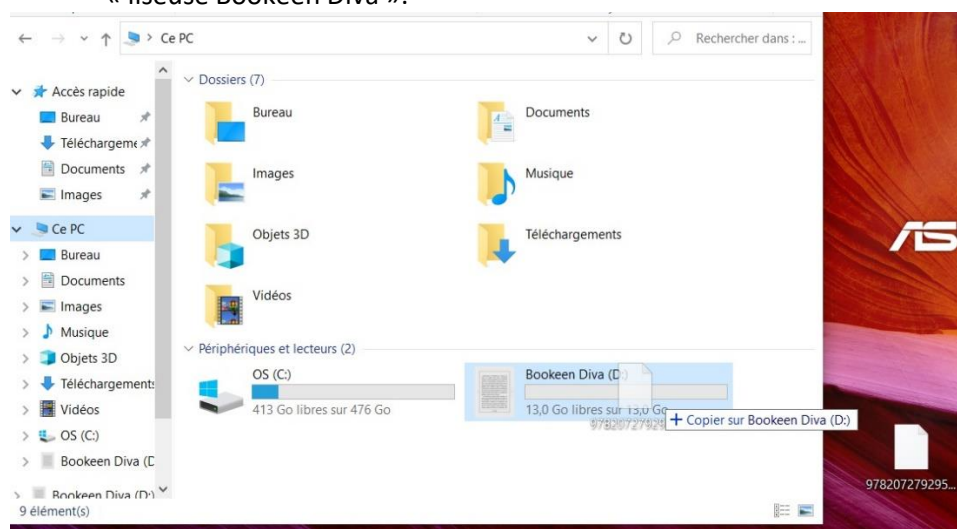 « liseuse Bookeen Diva ».
Ce PC
Rechercher dans : ...
Dossiers (7)
Accès rapide
Bureau
Téléchargeme
Documents
Images
Ce PC
Bureau
Documents
Images
Musique
Objets 3D
Téléchargements
Vidéos
OS (C:)
Bookeen Diva (D
Bookeen Diva (D:)
9 élément(s)
Bureau
Documents
Images
Musique
Objets 3D
Téléchargements
Vidéos
Périphériques et lecteurs (2)
OS (C:)
413 Go libres sur 476 Go
Bookeen Diva (D:)
13,0 Go libres sur 13,0 Go
Copier sur Bookeen Diva (D:)
978207279295...